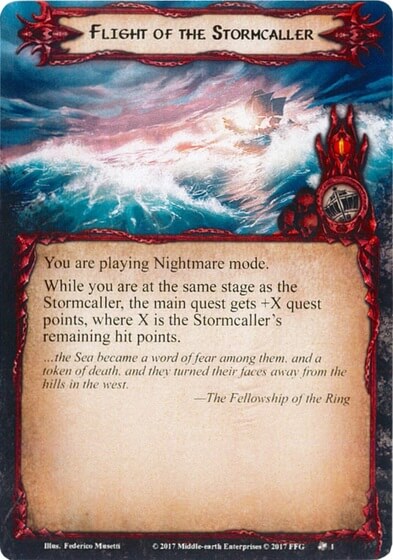 Flight of the Stormcaller
You are playing Nightmare mode.
While you are at the same stage as the
Stormcaller, the main quest gets +X quest
points, where X is the Stormcaller's
remaining hit points.
...the Sea became a word of fear among them. and a
token of death. and they turned their faces away from the
hills in the west.
—The Fellowship of the Ring
Illus. Federico Musetti © 2017 Middle-earth Enterprises © 2017 FFG 1